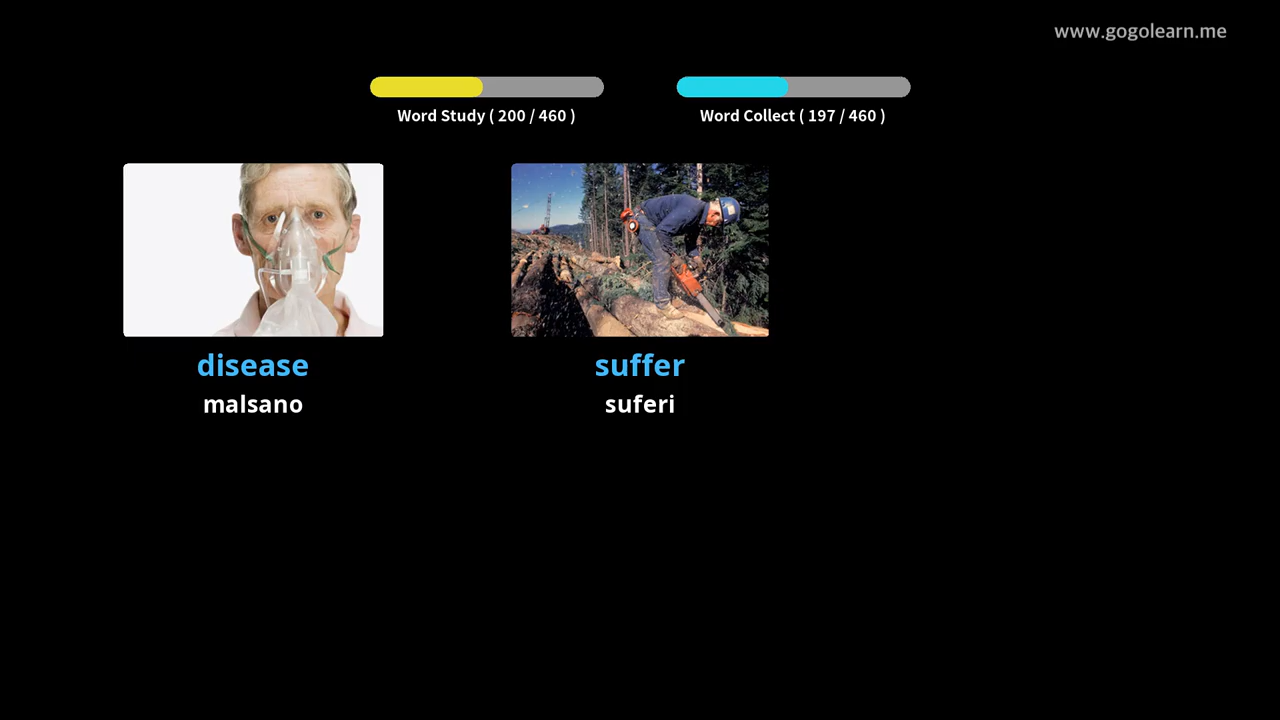 www.gogolearn.me
Word Study ( 200 / 460 )
Word Collect ( 197 / 460 )
disease
malsano
suffer
suferi